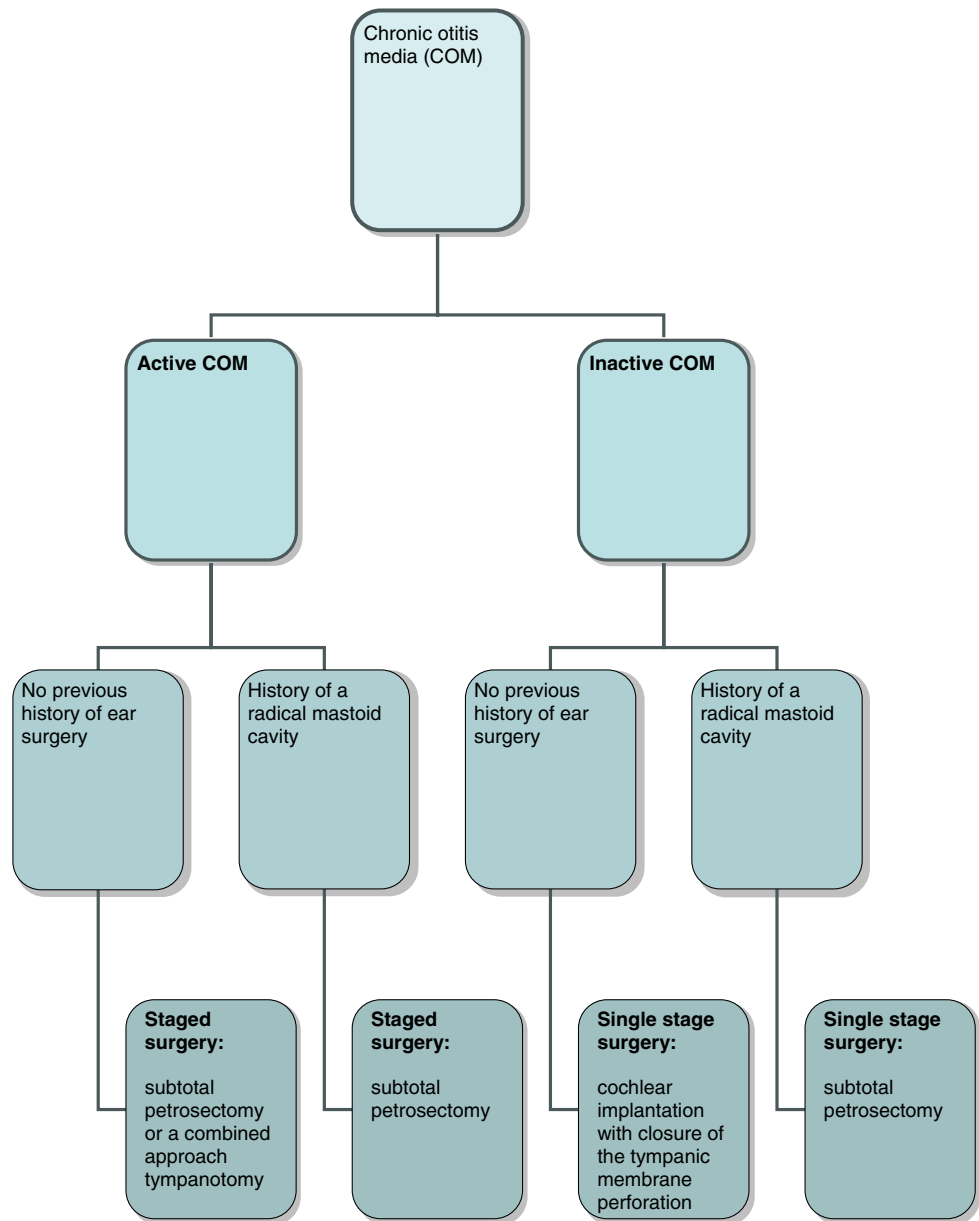 Chronic otitis
media (COM)
Active COM
Inactive COM
No previous
history of ear
surgery
History of a
radical mastoid
cavity
No previous
history of ear
surgery
History of a
radical mastoid
cavity
Staged
surgery:
subtotal
petrosectomy
or a combined
approach
tympanotomy
Staged
surgery:
subtotal
petrosectomy
Single stage
surgery:
cochlear
implantation
with closure of
the tympanic
membrane
perforation
Single stage
surgery:
subtotal
petrosectomy